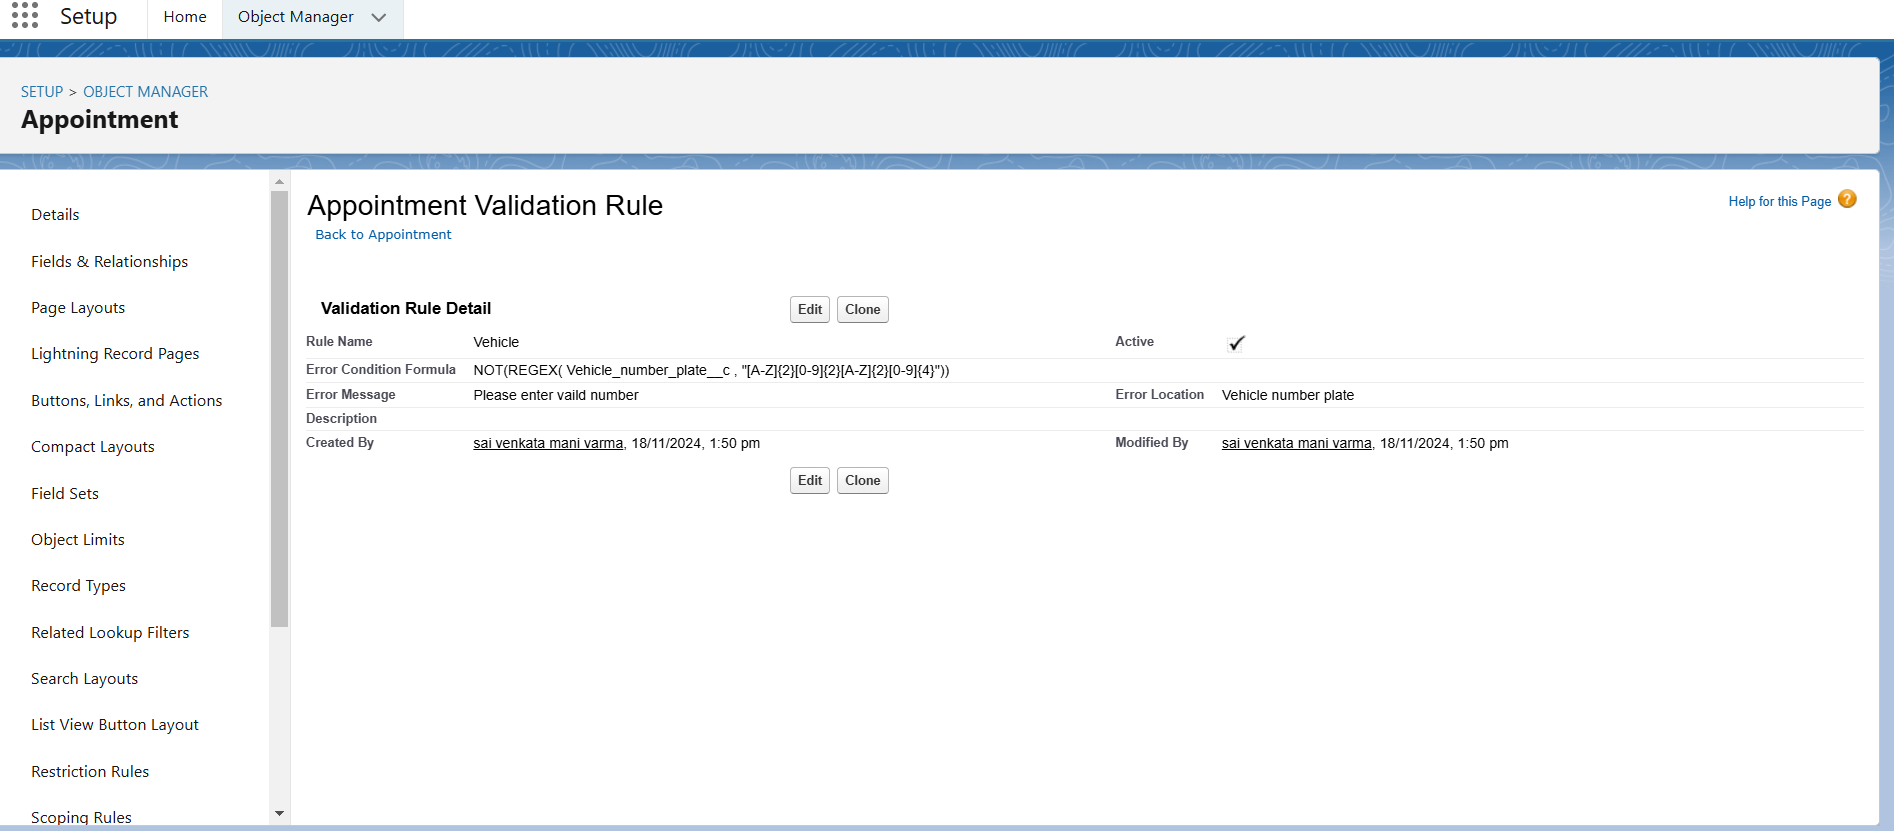 Setup
Home
Object Manager
SETUP > OBJECT MANAGER
Appointment
Details
Fields & Relationships
Page Layouts
Lightning Record Pages
Buttons, Links, and Actions
Compact Layouts
Field Sets
Object Limits
Record Types
Related Lookup Filters
Search Layouts
List View Button Layout
Restriction Rules
Scoping Rules
Appointment Validation Rule
Help for this Page ?
Back to Appointment
Validation Rule Detail
Edit Clone
Rule Name Vehicle Active
Error Condition Formula NOT(REGEX( Vehicle_number_plate__c , "[A-Z]{2}[0-9]{2}[A-Z]{2}[0-9]{4}"))
Error Message Please enter vaild number Error Location Vehicle number plate
Description
Created By sai venkata mani varma, 18/11/2024, 1:50 pm Modified By sai venkata mani varma, 18/11/2024, 1:50 pm
Edit Clone